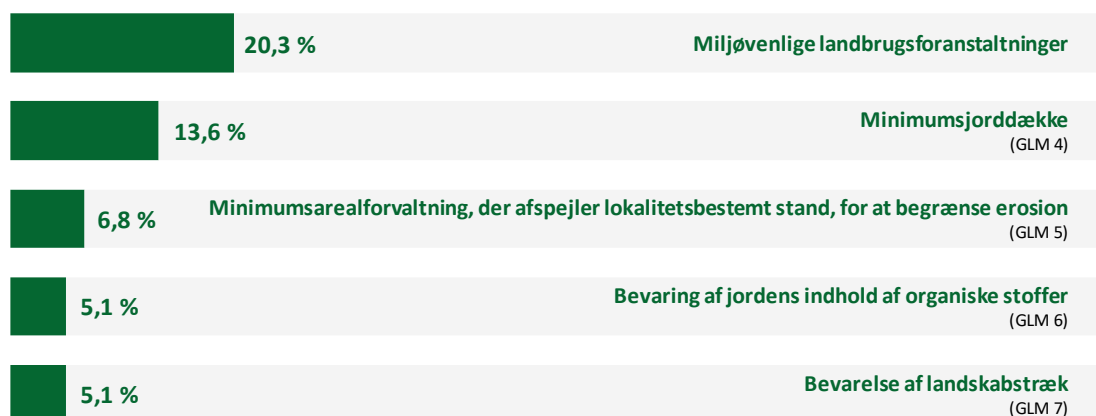 20,3 %
Miljøvenlige landbrugsforanstaltninger
13,6 %
Minimumsjorddække
(GLM 4)
6,8 %
Minimumsarealforvaltning, der afspejler lokalitetsbestemt stand, for at begrænse erosion
(GLM 5)
5,1 %
Bevaring af jordens indhold af organiske stoffer
(GLM 6)
5,1 %
Bevarelse af landskabstræk
(GLM 7)